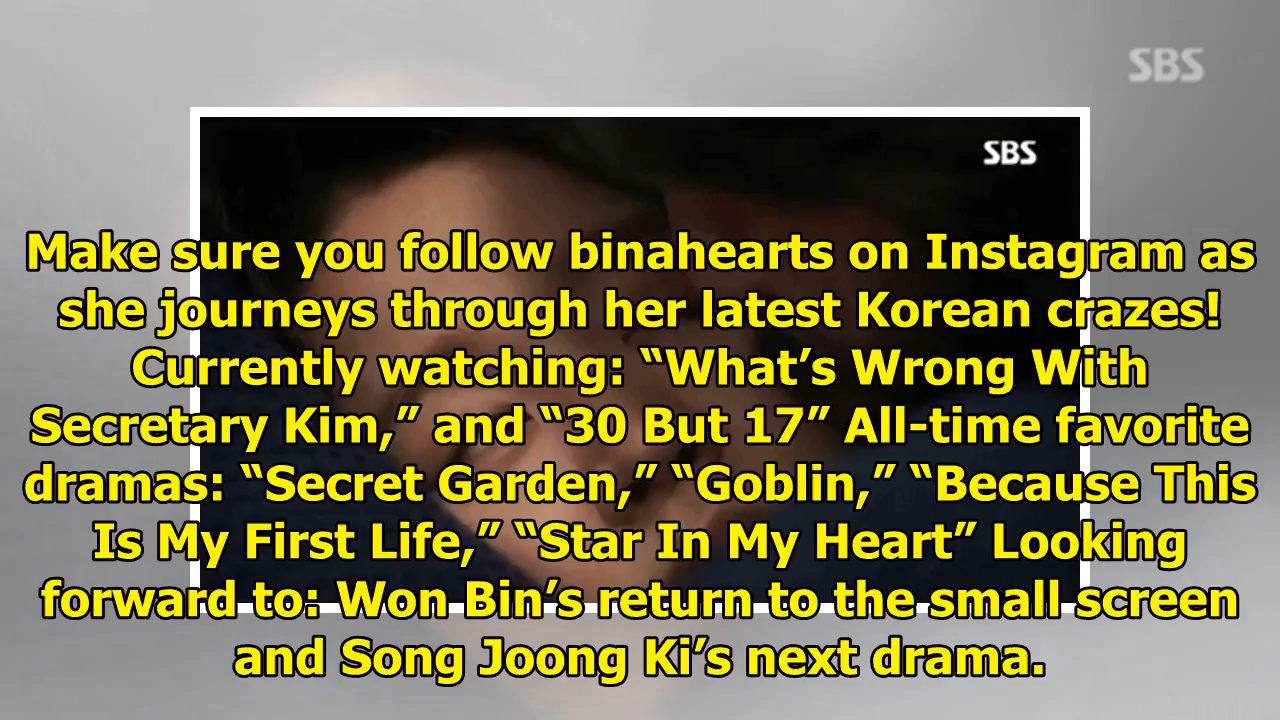 SBS
SBS
Make sure you follow binahearts on Instagram as
she journeys through her latest Korean crazes!
Currently watching: “What’s Wrong With
Secretary Kim,” and “30 But 17” All-time favorite
dramas: “Secret Garden,” “Goblin,” “Because This
Is My First Life,” “Star In My Heart” Looking
forward to: Won Bin’s return to the small screen
and Song Joong Ki’s next drama.